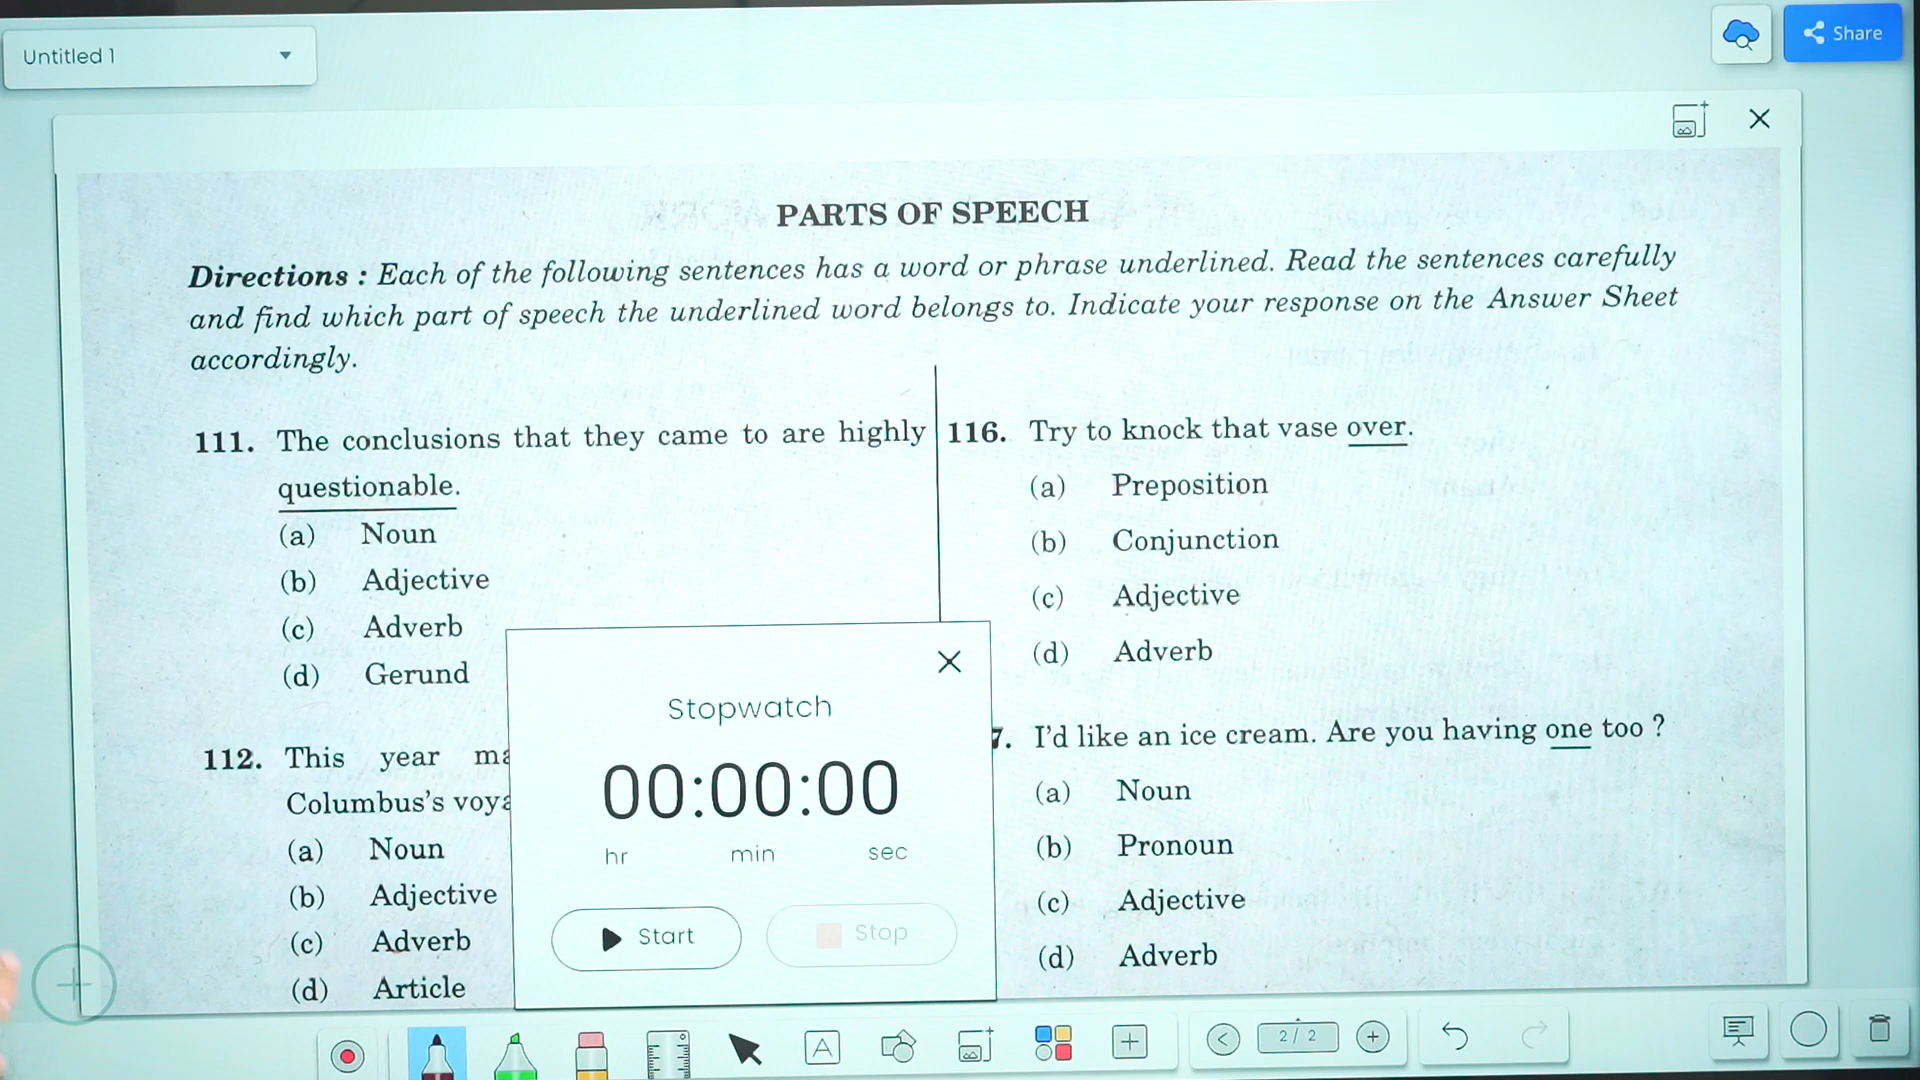 Untitled 1
Share
PARTS OF SPEECH
Directions : Each of the following sentences has a word or phrase underlined. Read the sentences carefully
and find which part of speech the underlined word belongs to. Indicate your response on the Answer Sheet
accordingly.
111. The conclusions that they came to are highly
questionable.
(a) Noun
(b) Adjective
(c) Adverb
(d) Gerund
112. This year
Columbus's
(a) Noun
(b) Adjective
(c) Adverb
(d) Article
116. Try to knock that vase over.
(a) Preposition
(b) Conjunction
(c) Adjective
(d) Adverb
7. I'd like an ice cream. Are you having one too ?
(a) Noun
(b) Pronoun
(c) Adjective
(d) Adverb
Stopwatch
00:00:00
hr min sec
Start Stop
A
2 / 2